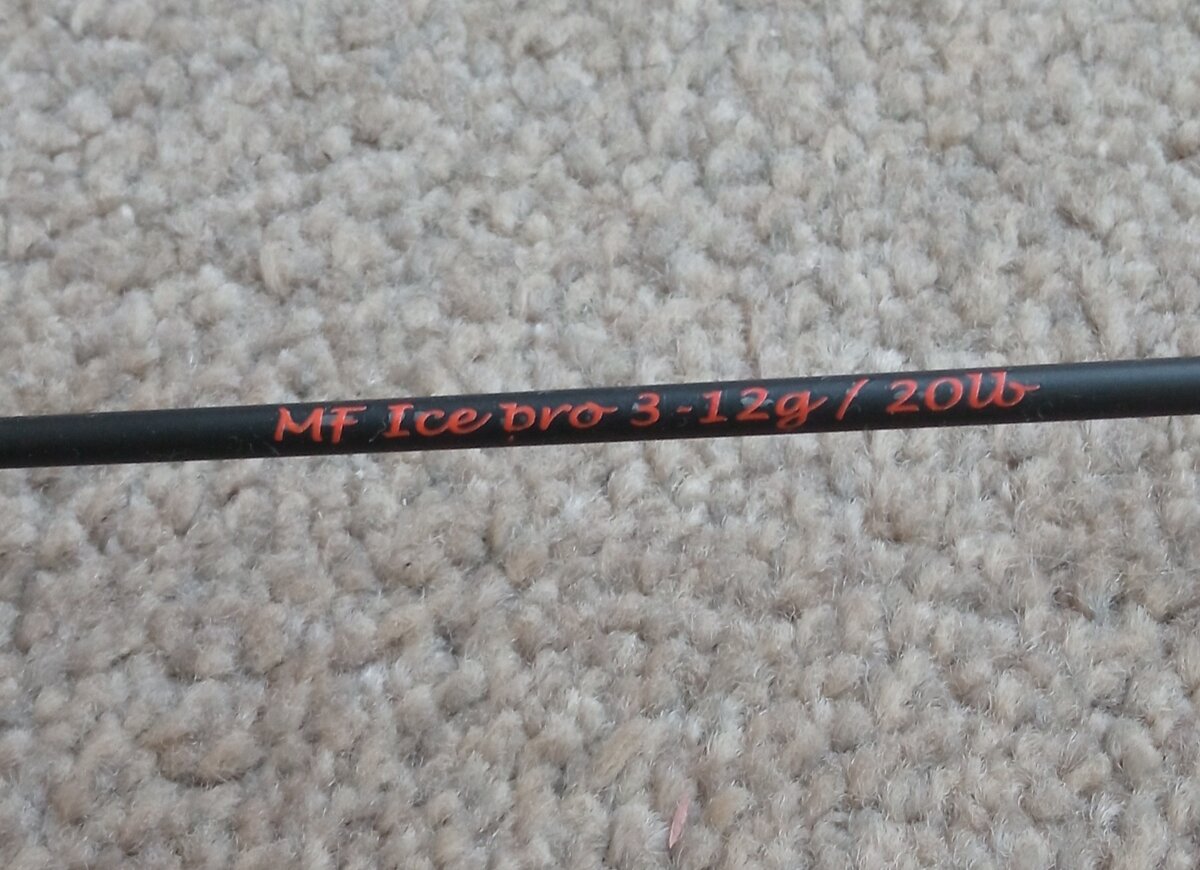 MF Ice pro 3-12g / 20lb